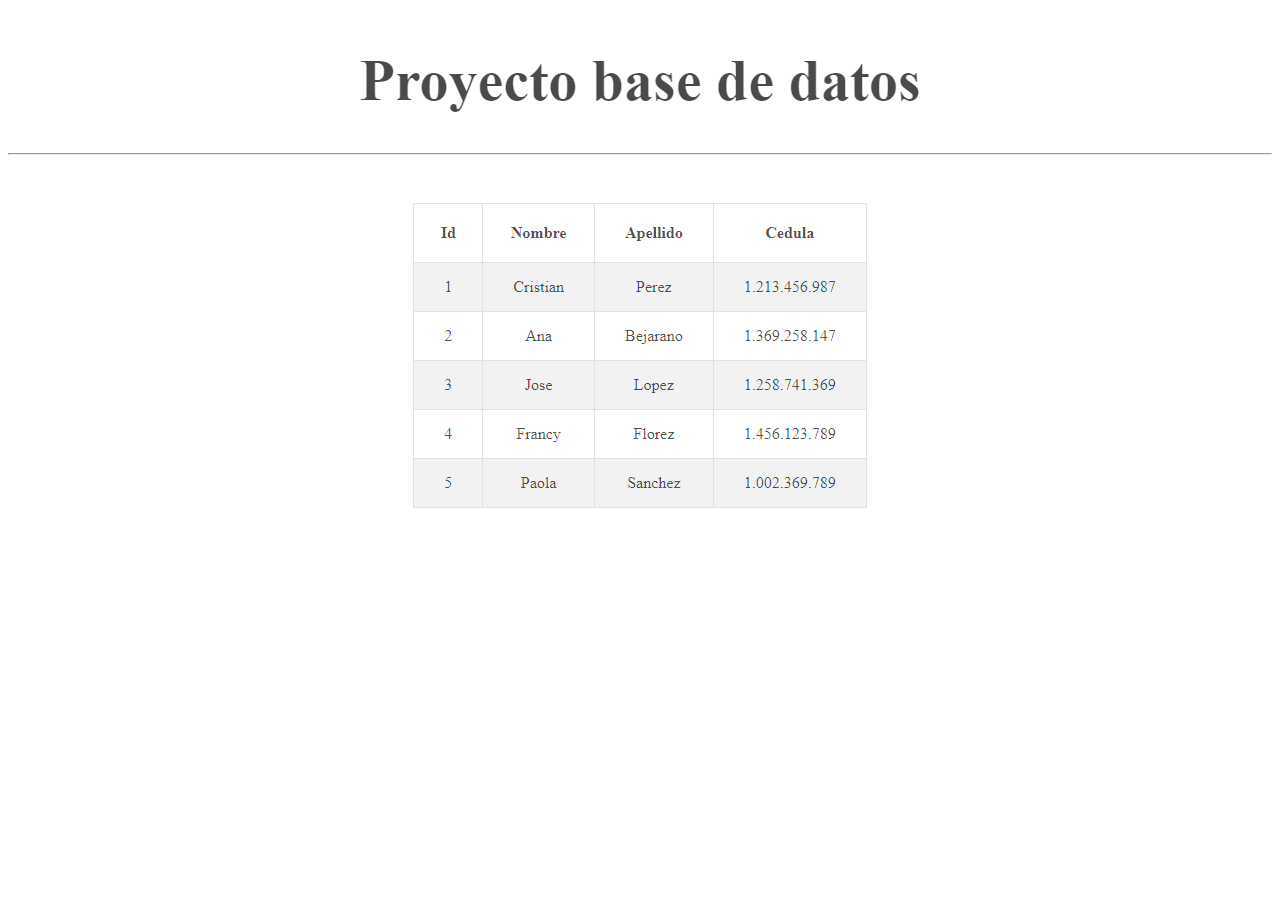 Proyecto base de datos
Id Nombre Apellido Cedula
1 Cristian Perez 1.213.456.987
2 Ana Bejarano 1.369.258.147
3 Jose Lopez 1.258.741.369
4 Francy Florez 1.456.123.789
5 Paola Sanchez 1.002.369.789